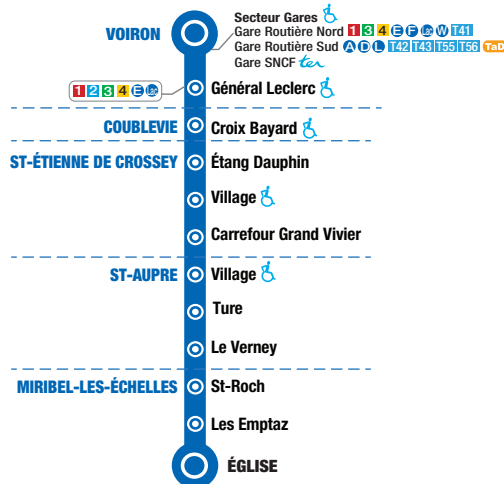 VOIRON
Secteur Gares
Gare Routière Nord 1 3 4 E F Lac W T41
Gare Routière Sud A D L T42 T43 T55 T56 TaD
Gare SNCF ter
1 2 3 4 E Lac Général Leclerc
COUBLEVIE Croix Bayard
ST-ÉTIENNE DE CROSSEY Étang Dauphin
Village
Carrefour Grand Vivier
ST-AUPRE Village
Ture
Le Verney
MIRIBEL-LES-ÉCHELLES St-Roch
Les Emptaz
ÉGLISE